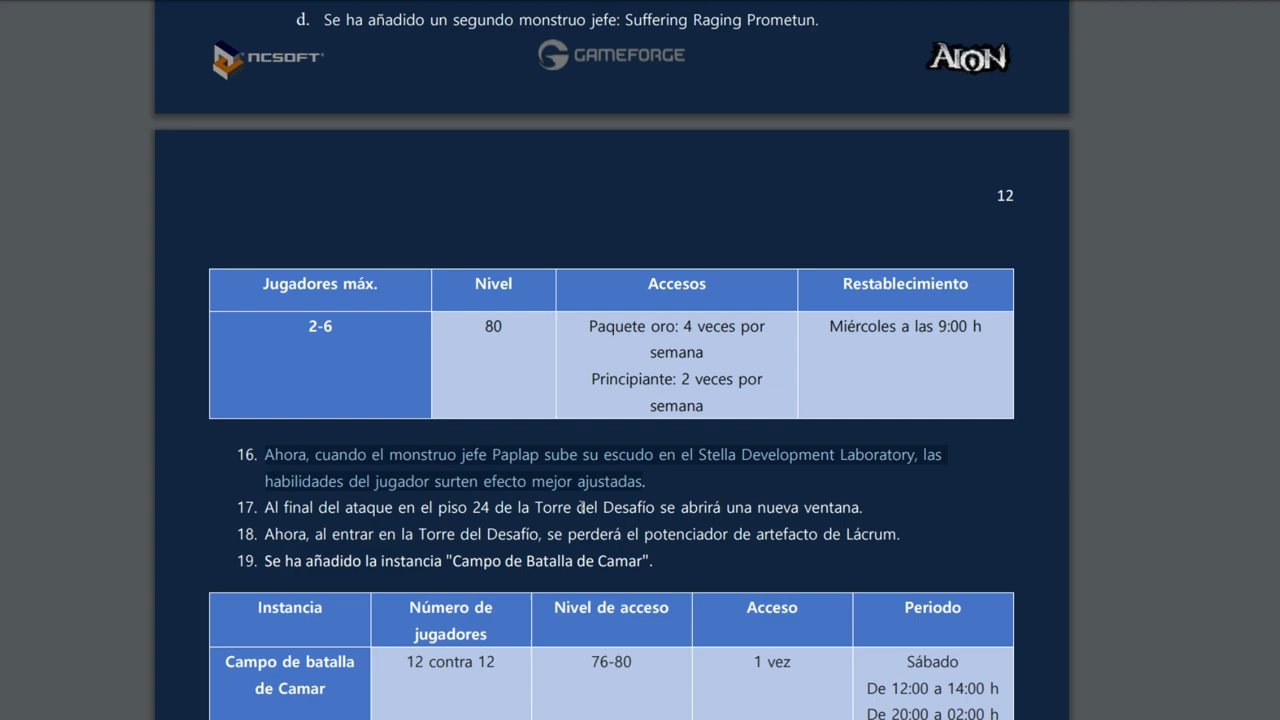 d. Se ha añadido un segundo monstruo jefe: Suffering Raging Prometun.
NCSOFT
GAMEFORGE
AION
12
Jugadores máx.
Nivel
Accesos
Restablecimiento
2-6
80
Paquete oro: 4 veces por
semana
Principiante: 2 veces por
semana
Miércoles a las 9:00 h
16. Ahora, cuando el monstruo jefe Paplap sube su escudo en el Stella Development Laboratory, las
habilidades del jugador surten efecto mejor ajustadas.
17. Al final del ataque en el piso 24 de la Torre del Desafío se abrirá una nueva ventana.
18. Ahora, al entrar en la Torre del Desafío, se perderá el potenciador de artefacto de Lácrum.
19. Se ha añadido la instancia "Campo de Batalla de Camar".
Instancia
Número de
jugadores
Nivel de acceso
Acceso
Periodo
Campo de batalla
de Camar
12 contra 12
76-80
1 vez
Sábado
De 12:00 a 14:00 h
De 20:00 a 02:00 h